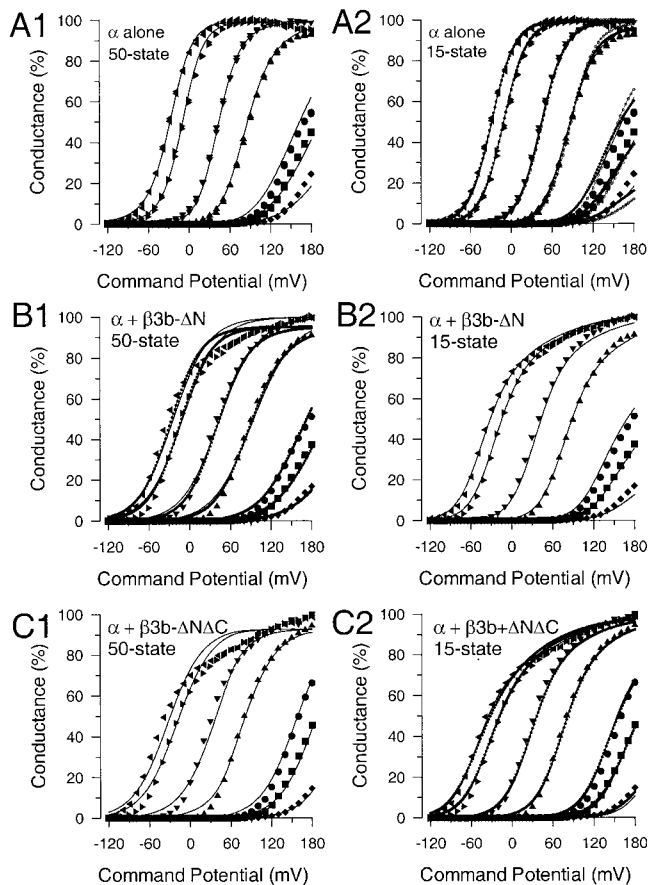 A1
α alone
50-state
Conductance (%)
100
80
60
40
20
0
-120 -60 0 60 120 180
Command Potential (mV)
A2
α alone
15-state
Conductance (%)
100
80
60
40
20
0
-120 -60 0 60 120 180
Command Potential (mV)
B1
α + β3b-ΔN
50-state
Conductance (%)
100
80
60
40
20
0
-120 -60 0 60 120 180
Command Potential (mV)
B2
α + β3b-ΔN
15-state
Conductance (%)
100
80
60
40
20
0
-120 -60 0 60 120 180
Command Potential (mV)
C1
α + β3b-ΔNΔC
50-state
Conductance (%)
100
80
60
40
20
0
-120 -60 0 60 120 180
Command Potential (mV)
C2
α + β3b+ΔNΔC
15-state
Conductance (%)
100
80
60
40
20
0
-120 -60 0 60 120 180
Command Potential (mV)